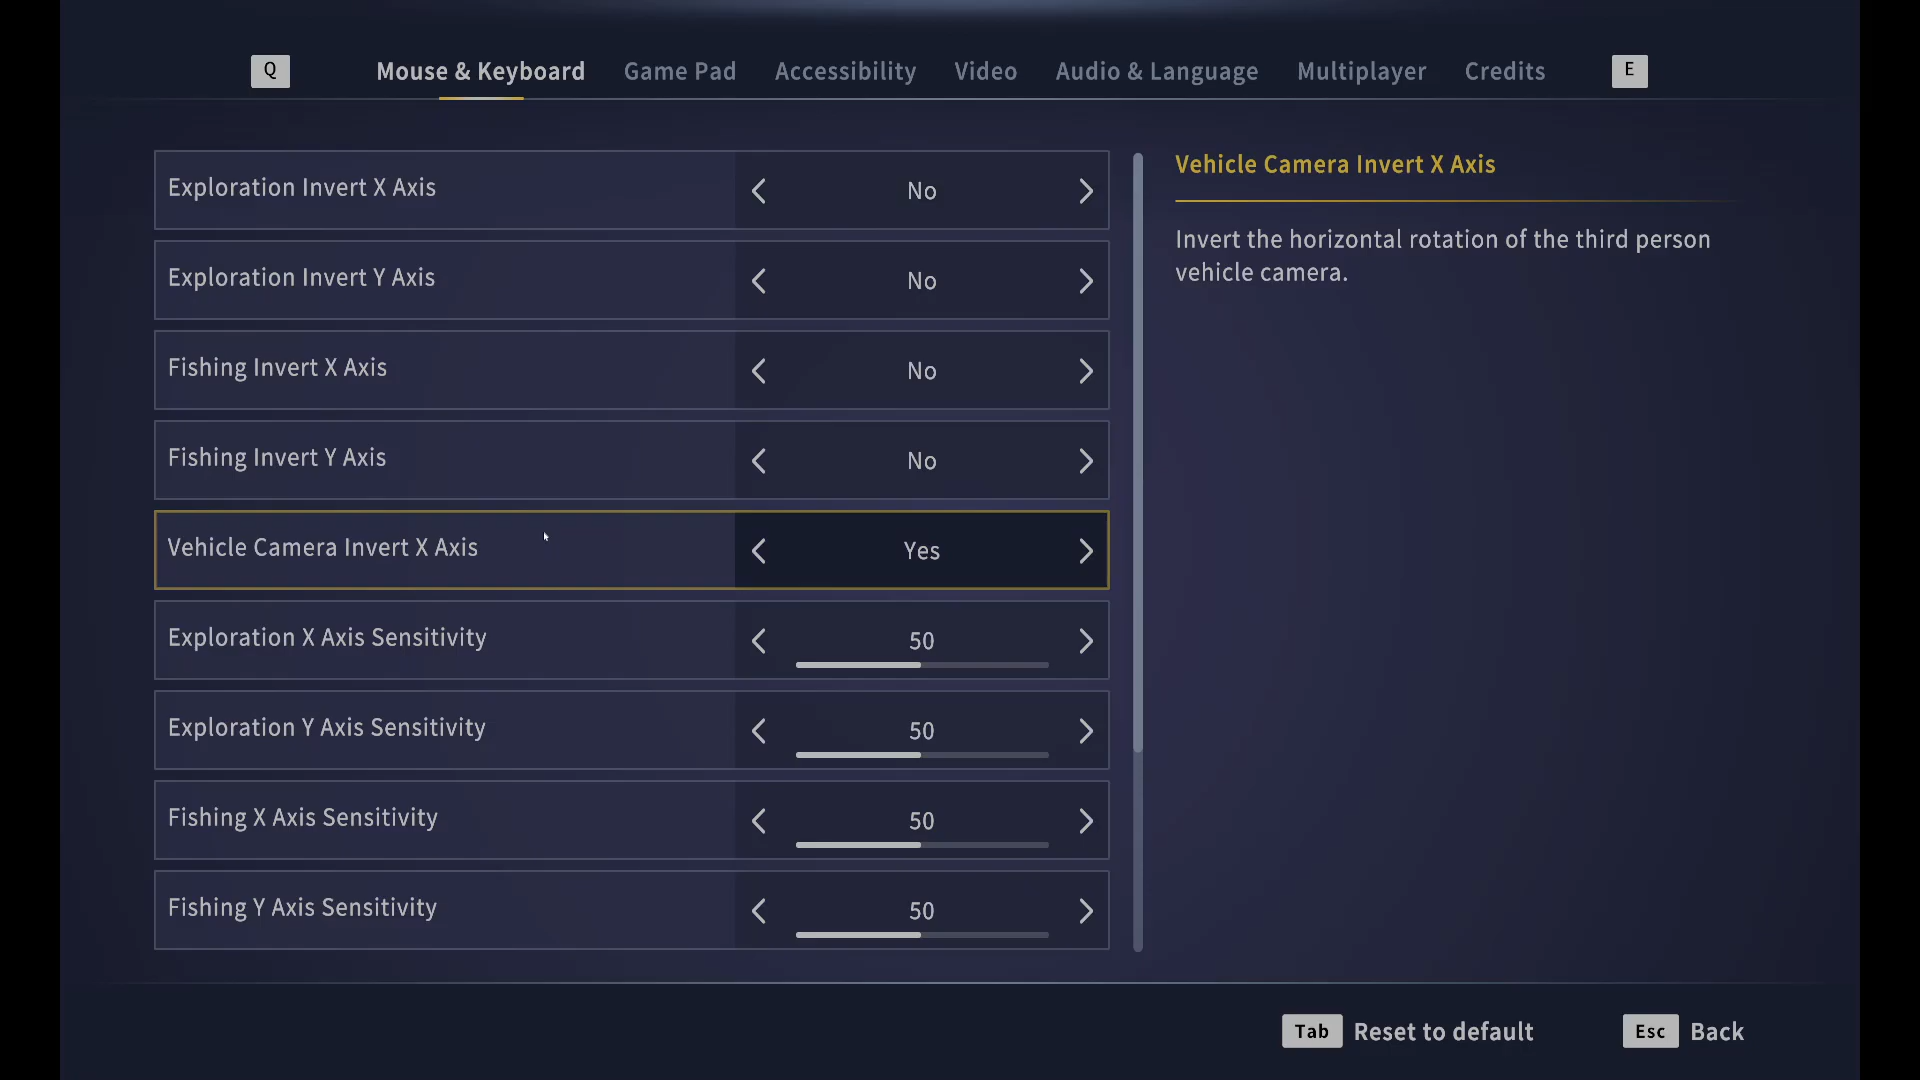 Q Mouse & Keyboard Game Pad Accessibility Video Audio & Language Multiplayer Credits E
Exploration Invert X Axis No
Exploration Invert Y Axis No
Fishing Invert X Axis No
Fishing Invert Y Axis No
Vehicle Camera Invert X Axis Yes
Exploration X Axis Sensitivity 50
Exploration Y Axis Sensitivity 50
Fishing X Axis Sensitivity 50
Fishing Y Axis Sensitivity 50
Vehicle Camera Invert X Axis
Invert the horizontal rotation of the third person
vehicle camera.
Tab Reset to default Esc Back